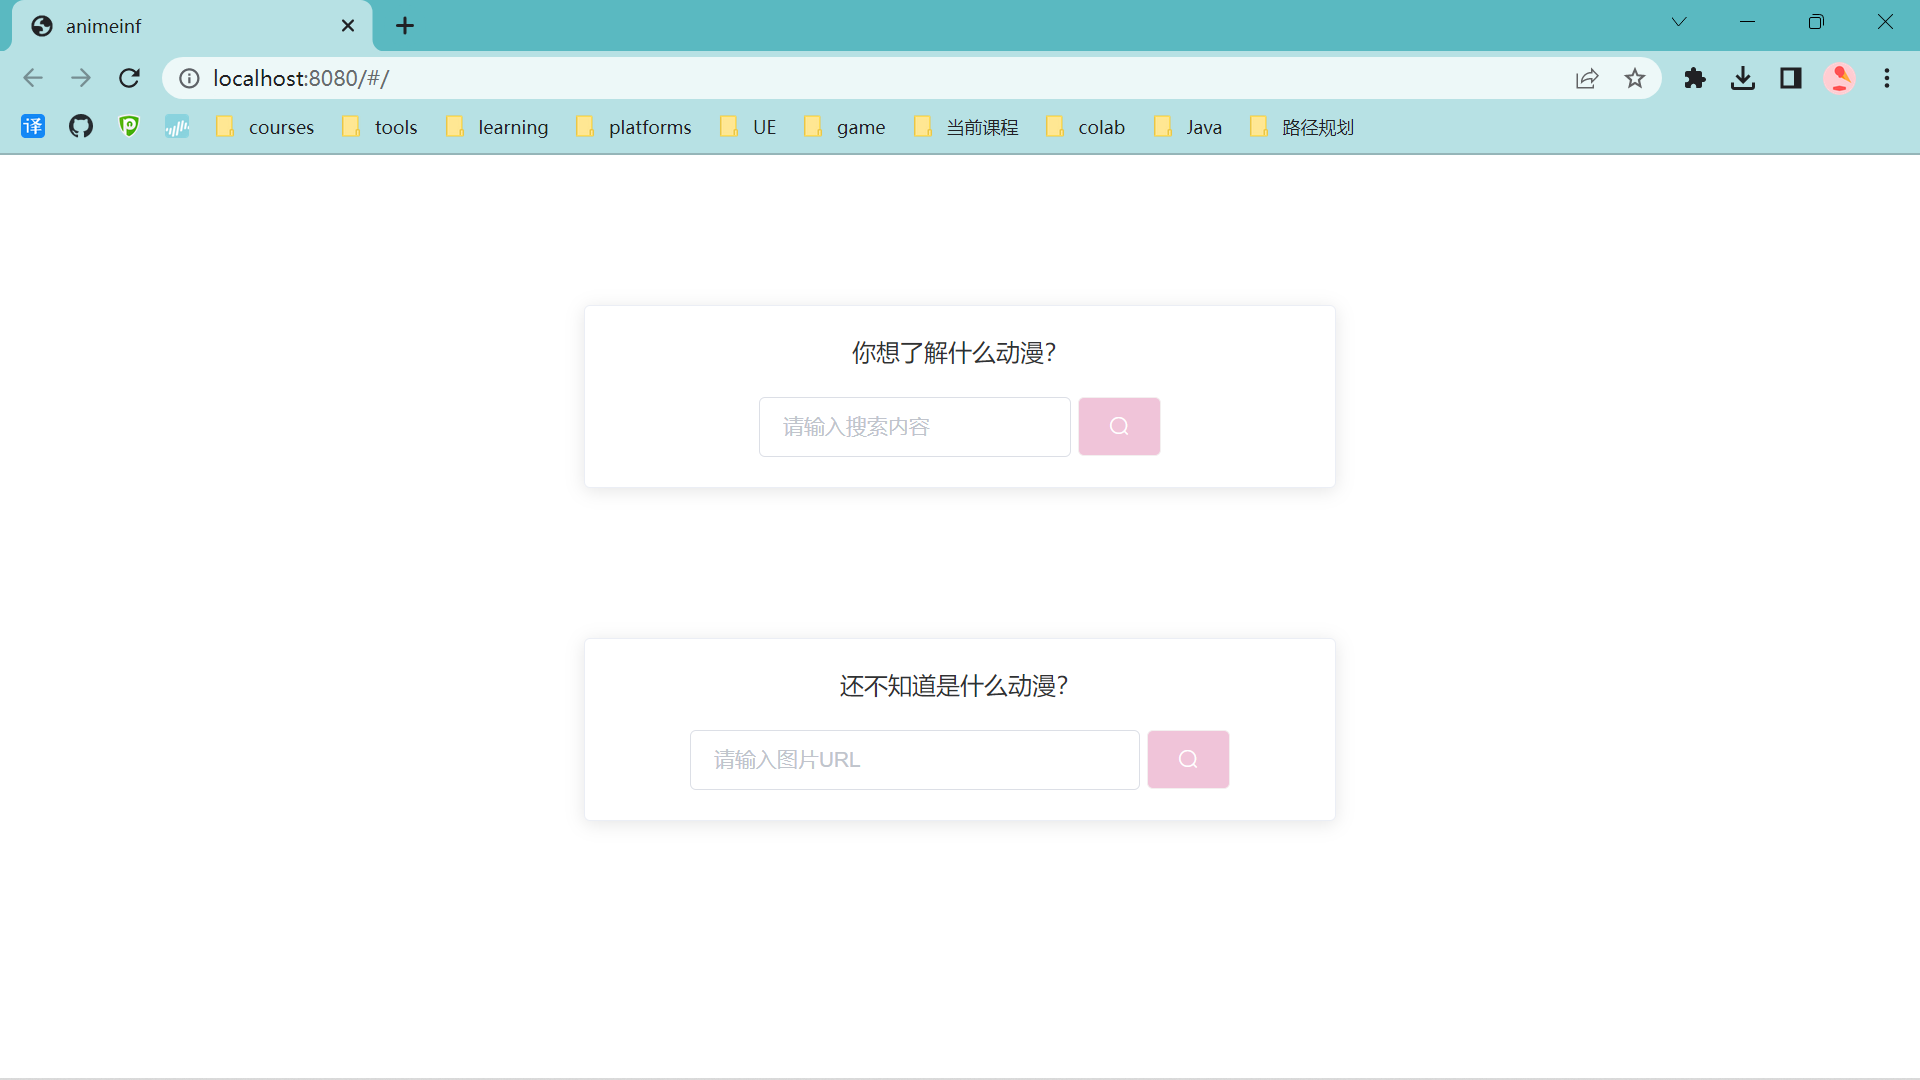 animeinf
localhost:8080/#/
译 courses tools learning platforms UE game 当前课程 colab Java 路径规划
你想了解什么动漫?
请输入搜索内容
还不知道是什么动漫?
请输入图片URL